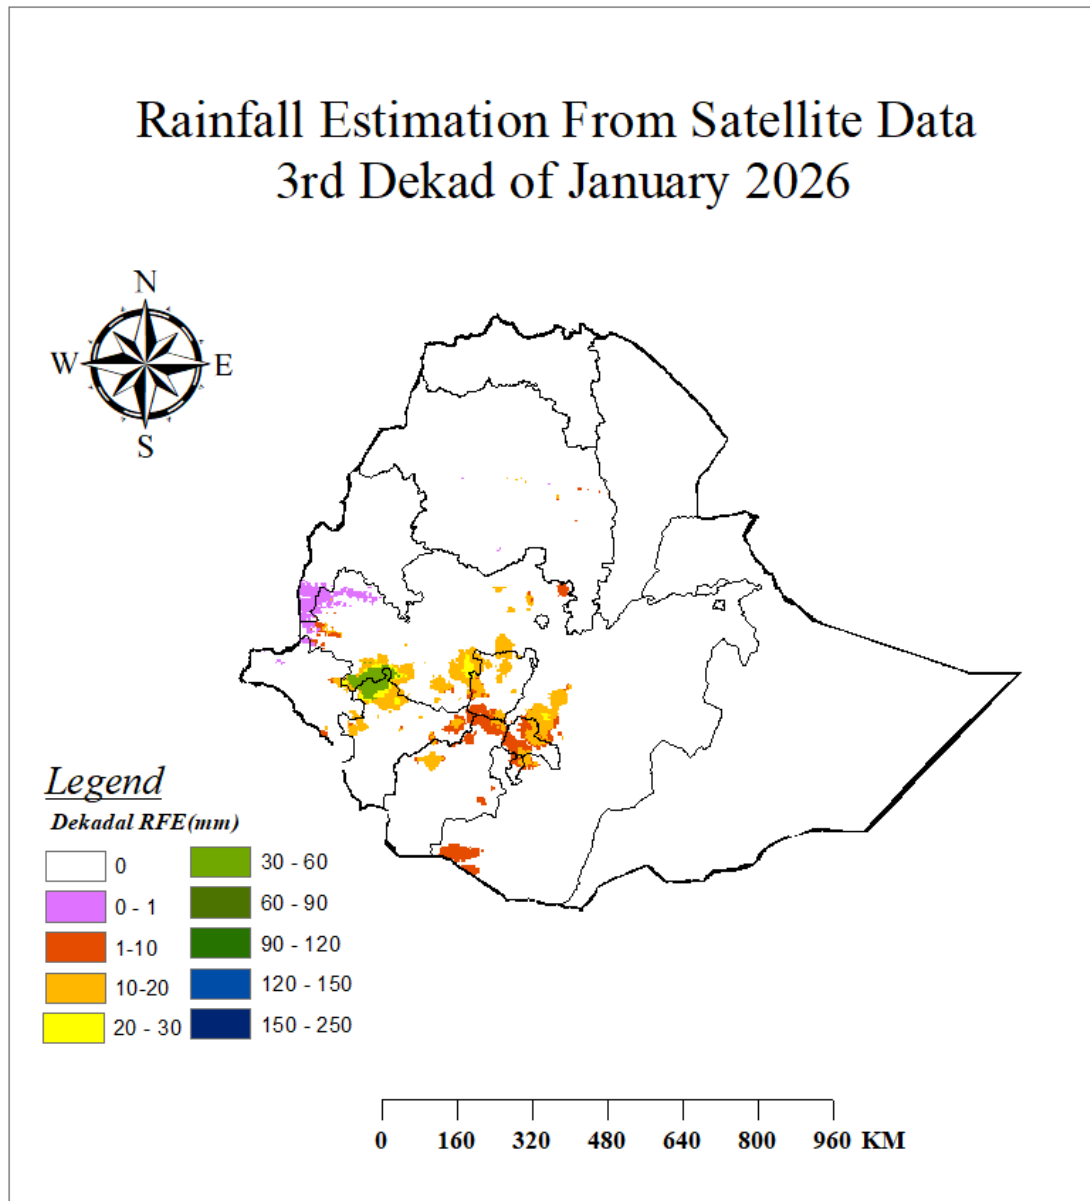 Rainfall Estimation From Satellite Data
3rd Dekad of January 2026
N
W
E
S
Legend
Dekadal RFE(mm)
0
0 - 1
1-10
10-20
20 - 30
30 - 60
60 - 90
90 - 120
120 - 150
150 - 250
0 160 320 480 640 800 960 KM